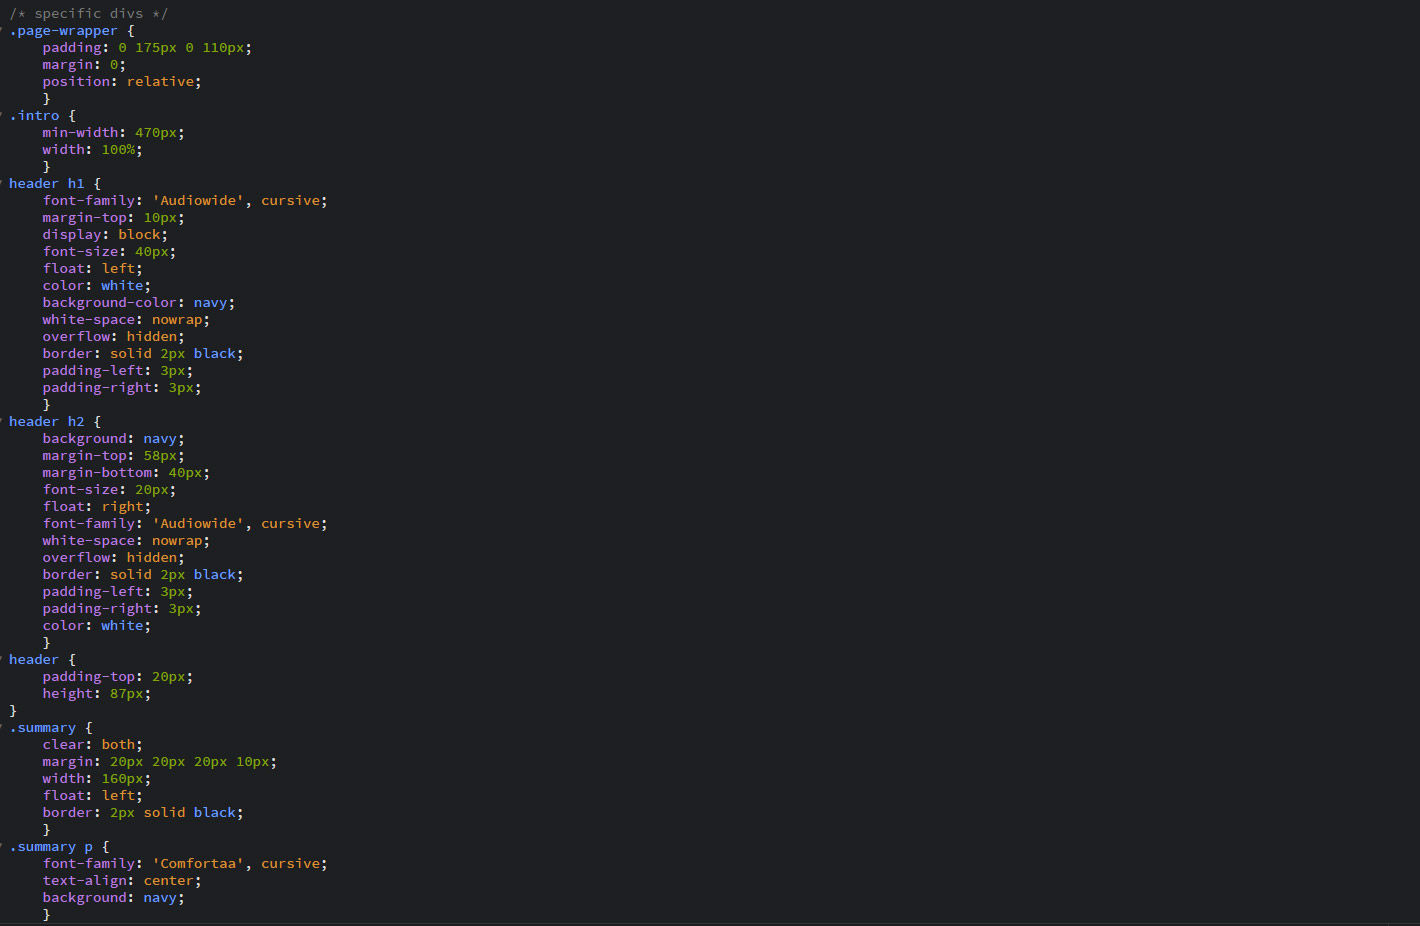 /* specific divs */
.page-wrapper {
    padding: 0 175px 0 110px;
    margin: 0;
    position: relative;
    }
.intro {
    min-width: 470px;
    width: 100%;
    }
header h1 {
    font-family: 'Audiowide', cursive;
    margin-top: 10px;
    display: block;
    font-size: 40px;
    float: left;
    color: white;
    background-color: navy;
    white-space: nowrap;
    overflow: hidden;
    border: solid 2px black;
    padding-left: 3px;
    padding-right: 3px;
    }
header h2 {
    background: navy;
    margin-top: 58px;
    margin-bottom: 40px;
    font-size: 20px;
    float: right;
    font-family: 'Audiowide', cursive;
    white-space: nowrap;
    overflow: hidden;
    border: solid 2px black;
    padding-left: 3px;
    padding-right: 3px;
    color: white;
    }
header {
    padding-top: 20px;
    height: 87px;
}
.summary {
    clear: both;
    margin: 20px 20px 20px 10px;
    width: 160px;
    float: left;
    border: 2px solid black;
    }
.summary p {
    font-family: 'Comfortaa', cursive;
    text-align: center;
    background: navy;
    }